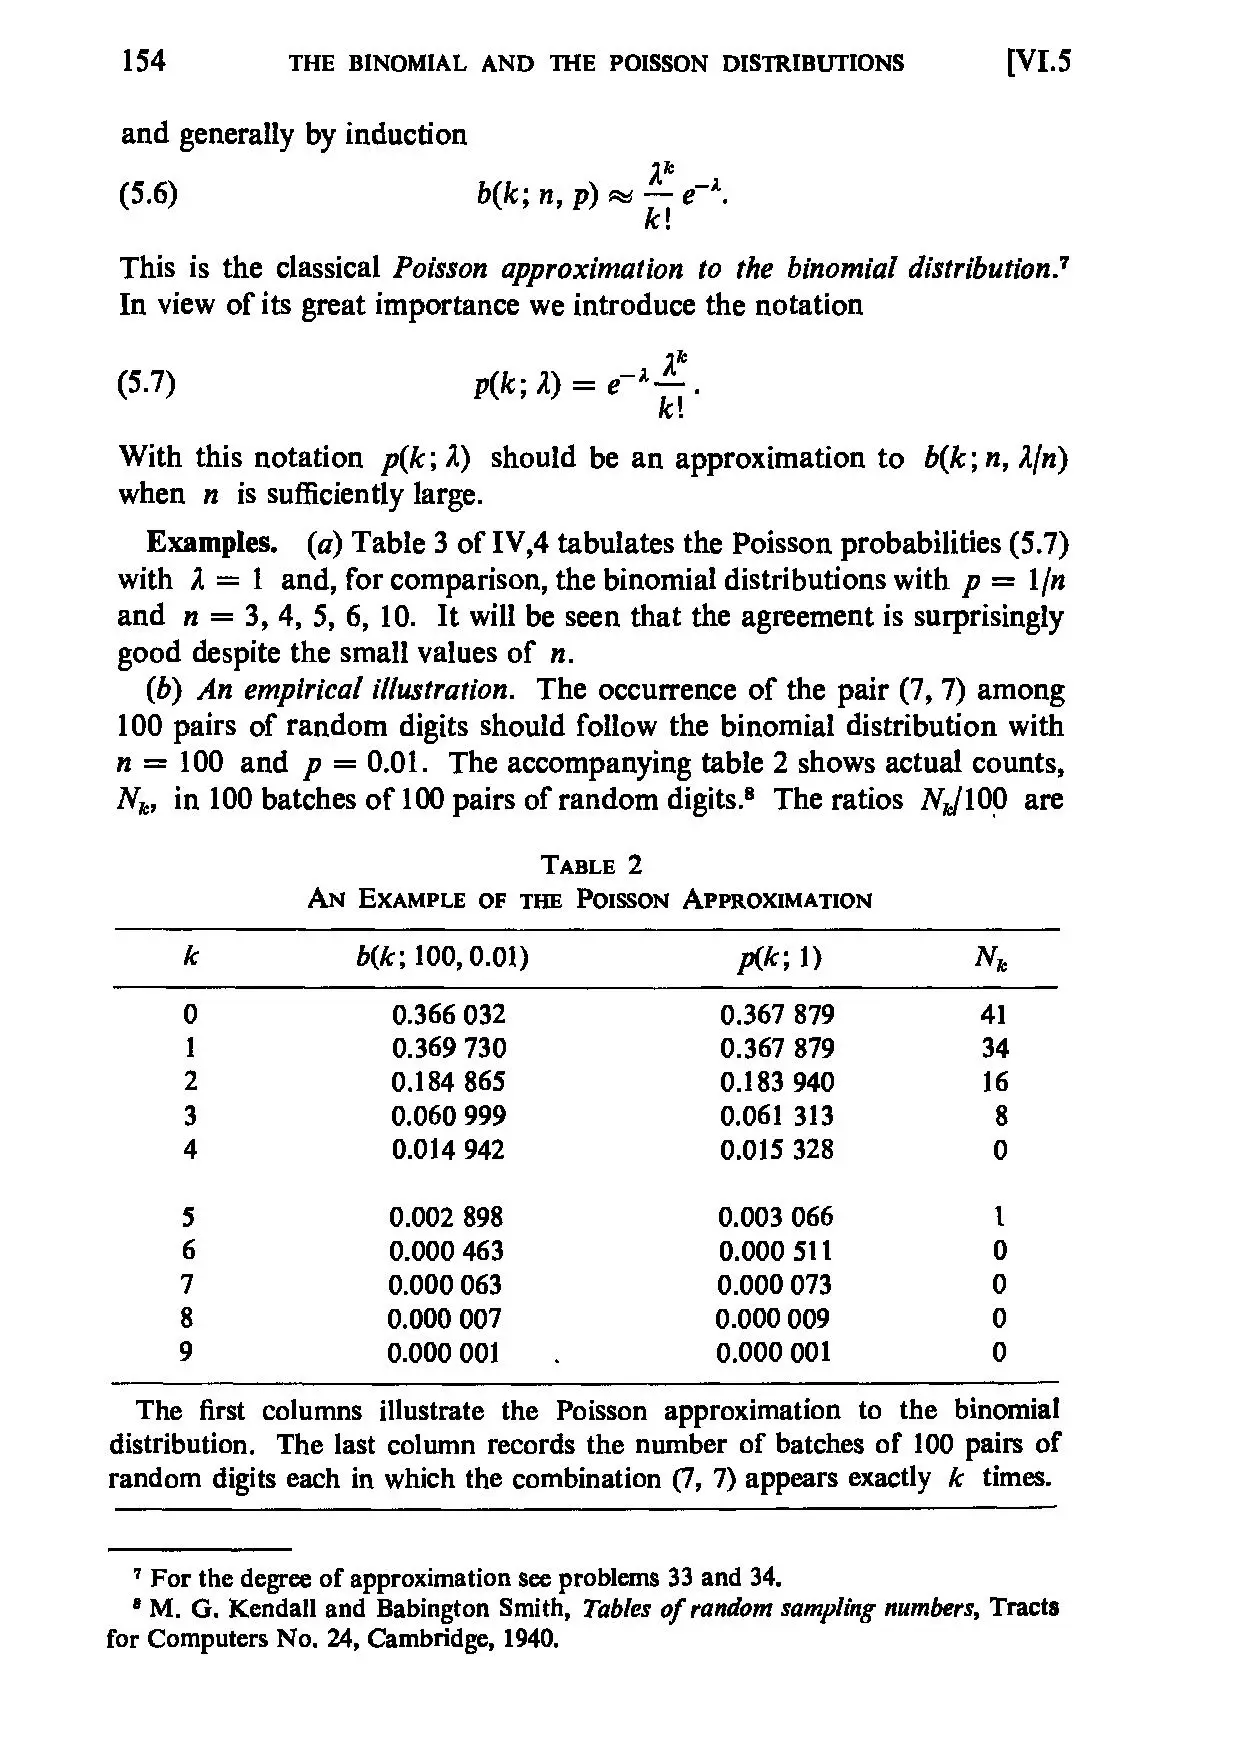 154 THE BINOMIAL AND THE POISSON DISTRIBUTIONS [VI.5
and generally by induction
(5.6) b(k; n, p) ≈ λ^k/k! e^−λ.
This is the classical Poisson approximation to the binomial distribution.⁷
In view of its great importance we introduce the notation
(5.7) p(k; λ) = e^−λ λ^k/k!.
With this notation p(k; λ) should be an approximation to b(k; n, λ/n)
when n is sufficiently large.
Examples. (a) Table 3 of IV,4 tabulates the Poisson probabilities (5.7)
with λ = 1 and, for comparison, the binomial distributions with p = 1/n
and n = 3, 4, 5, 6, 10. It will be seen that the agreement is surprisingly
good despite the small values of n.
(b) An empirical illustration. The occurrence of the pair (7, 7) among
100 pairs of random digits should follow the binomial distribution with
n = 100 and p = 0.01. The accompanying table 2 shows actual counts,
N_k, in 100 batches of 100 pairs of random digits.⁸ The ratios N_k/100 are
TABLE 2
AN EXAMPLE OF THE POISSON APPROXIMATION
k b(k; 100, 0.01) p(k; 1) N_k
0 0.366 032 0.367 879 41
1 0.369 730 0.367 879 34
2 0.184 865 0.183 940 16
3 0.060 999 0.061 313 8
4 0.014 942 0.015 328 0
5 0.002 898 0.003 066 1
6 0.000 463 0.000 511 0
7 0.000 063 0.000 073 0
8 0.000 007 0.000 009 0
9 0.000 001 0.000 001 0
The first columns illustrate the Poisson approximation to the binomial
distribution. The last column records the number of batches of 100 pairs of
random digits each in which the combination (7, 7) appears exactly k times.
⁷ For the degree of approximation see problems 33 and 34.
⁸ M. G. Kendall and Babington Smith, Tables of random sampling numbers, Tracts
for Computers No. 24, Cambridge, 1940.